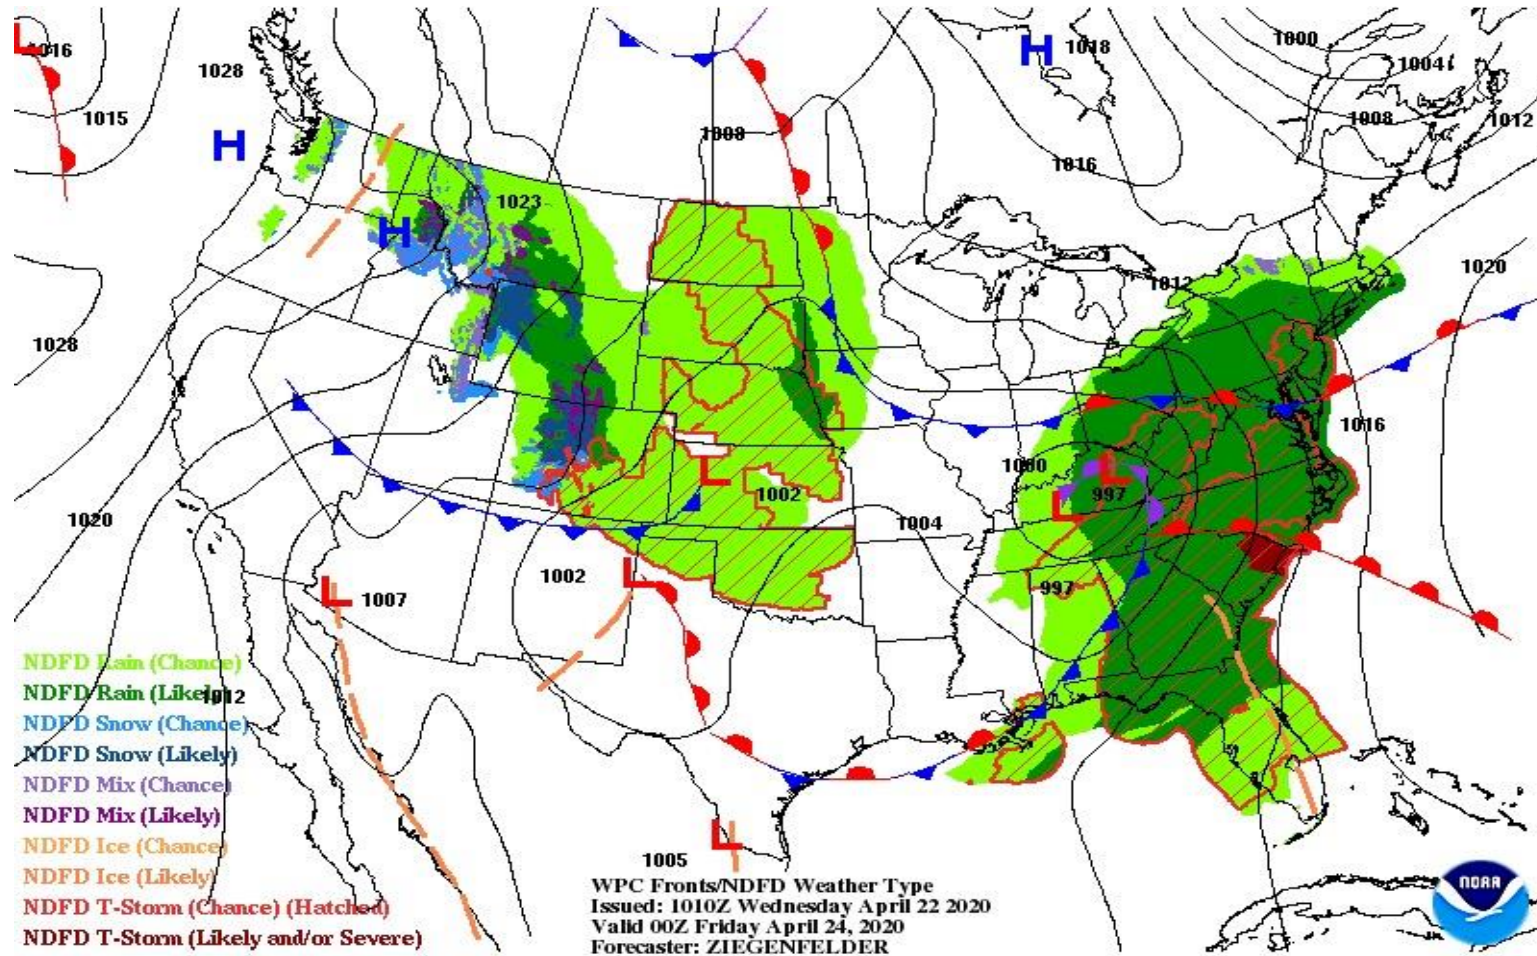 1016
1028
H
1018
1000
1004
1015
H
1008
1008
1012
1016
1023
H
1020
1012
1028
1016
1000
L
L
1002
997
L
1020
1004
1002
L
997
L
1007
NDFD Rain (Chance)
NDFD Rain (Likely)
1012
NDFD Snow (Chance)
NDFD Snow (Likely)
NDFD Mix (Chance)
NDFD Mix (Likely)
NDFD Ice (Chance)
NDFD Ice (Likely)
NDFD T-Storm (Chance) (Hatched)
NDFD T-Storm (Likely and/or Severe)
L
1005
WPC Fronts/NDFD Weather Type
Issued: 1010Z Wednesday April 22 2020
Valid 00Z Friday April 24, 2020
Forecaster: ZIEGENFELDER
NOAA
L
H